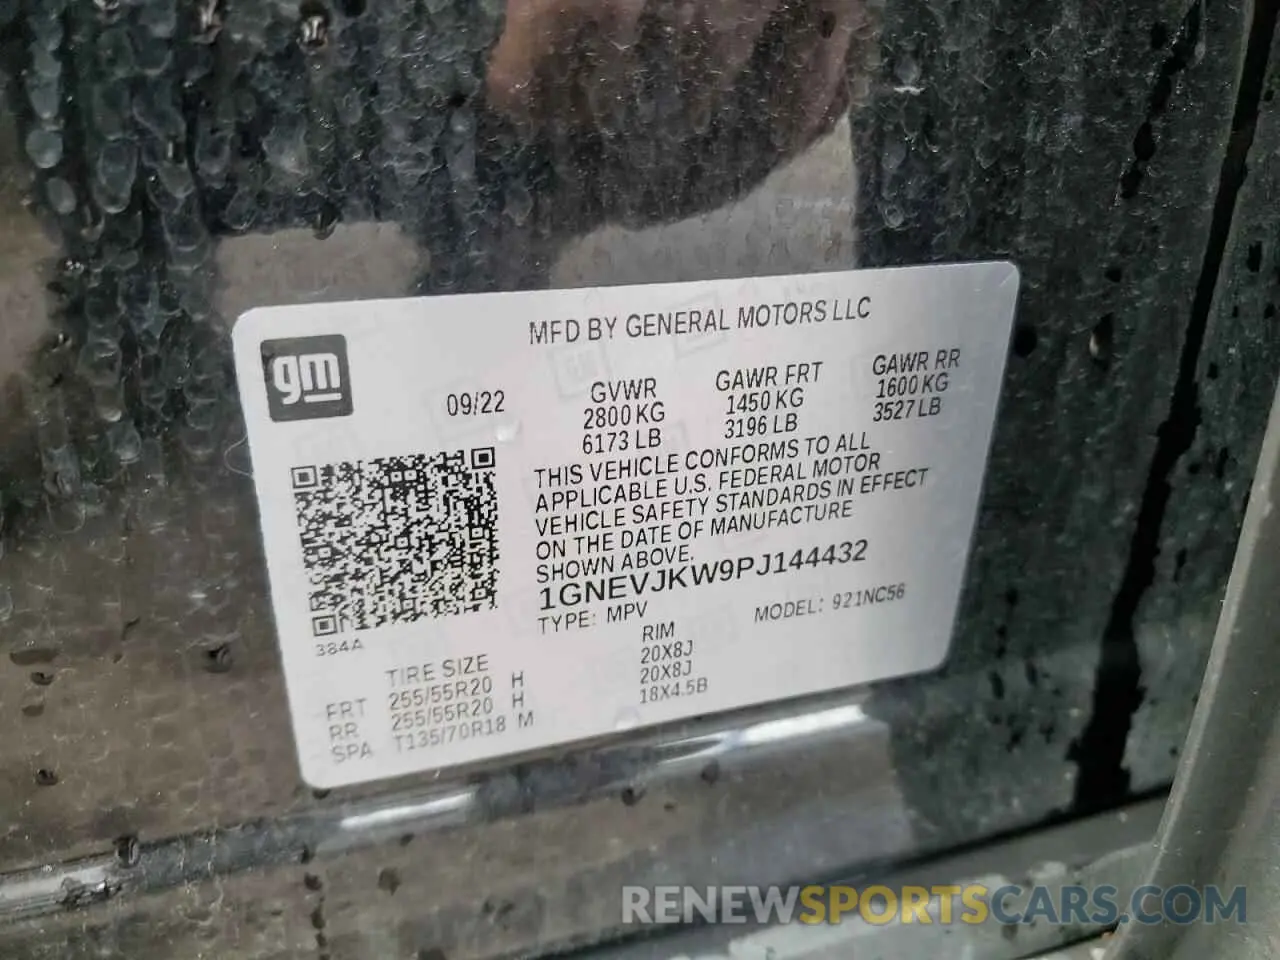 MFD BY GENERAL MOTORS LLC
gm
09/22
GVWR GAWR FRT GAWR RR
2800 KG 1450 KG 1600 KG
6173 LB 3196 LB 3527 LB
THIS VEHICLE CONFORMS TO ALL
APPLICABLE U.S. FEDERAL MOTOR
VEHICLE SAFETY STANDARDS IN EFFECT
ON THE DATE OF MANUFACTURE
SHOWN ABOVE.
1GNEVJKW9PJ144432
TYPE: MPV MODEL: 921NC56
384A
TIRE SIZE RIM
FRT 255/55R20 H 20X8J
RR 255/55R20 H 20X8J
SPA T135/70R18 M 18X4.5B
RENEWSPORTSCARS.COM